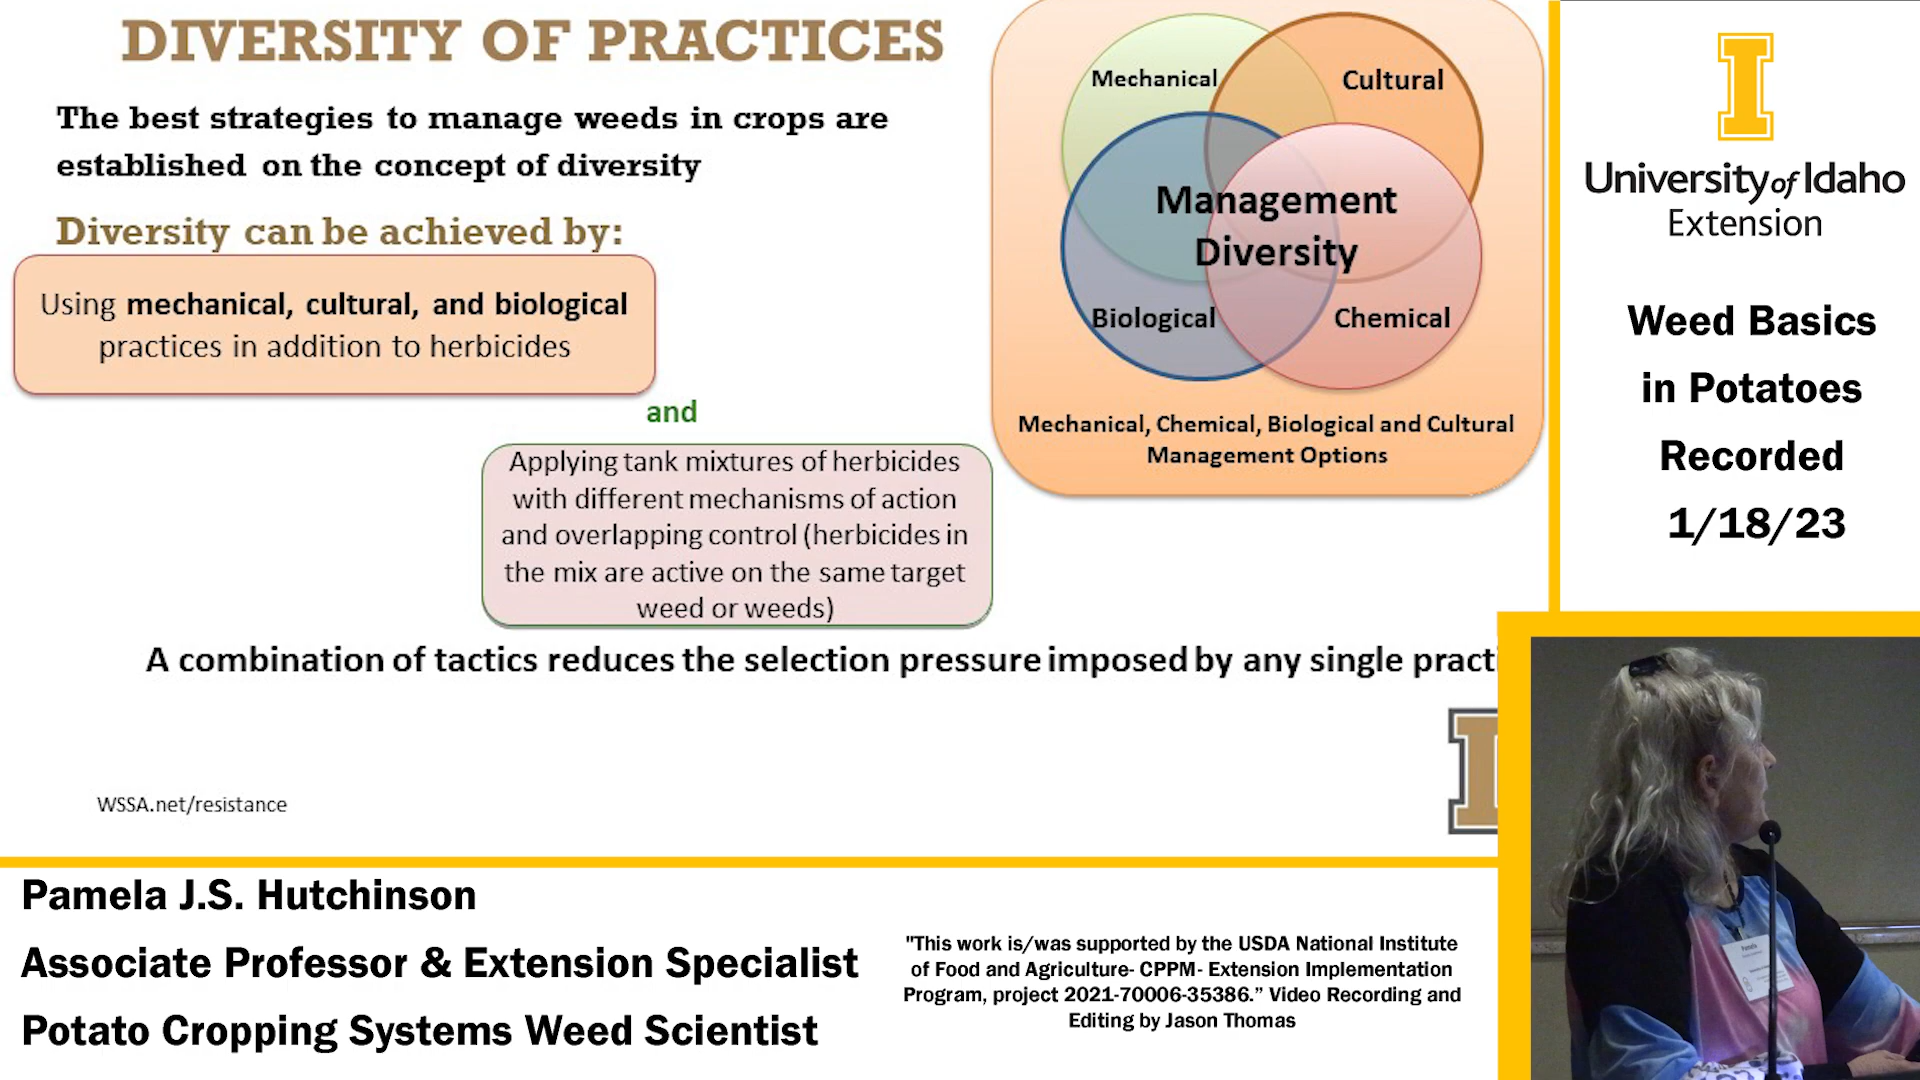 DIVERSITY OF PRACTICES
The best strategies to manage weeds in crops are
established on the concept of diversity
Diversity can be achieved by:
Using mechanical, cultural, and biological
practices in addition to herbicides
and
Applying tank mixtures of herbicides
with different mechanisms of action
and overlapping control (herbicides in
the mix are active on the same target
weed or weeds)
Mechanical
Cultural
Management
Diversity
Biological
Chemical
Mechanical, Chemical, Biological and Cultural
Management Options
A combination of tactics reduces the selection pressure imposed by any single practi
WSSA.net/resistance
I
University of Idaho
Extension
Weed Basics
in Potatoes
Recorded
1/18/23
Pamela J.S. Hutchinson
Associate Professor & Extension Specialist
Potato Cropping Systems Weed Scientist
"This work is/was supported by the USDA National Institute
of Food and Agriculture- CPPM- Extension Implementation
Program, project 2021-70006-35386.” Video Recording and
Editing by Jason Thomas
Pamela